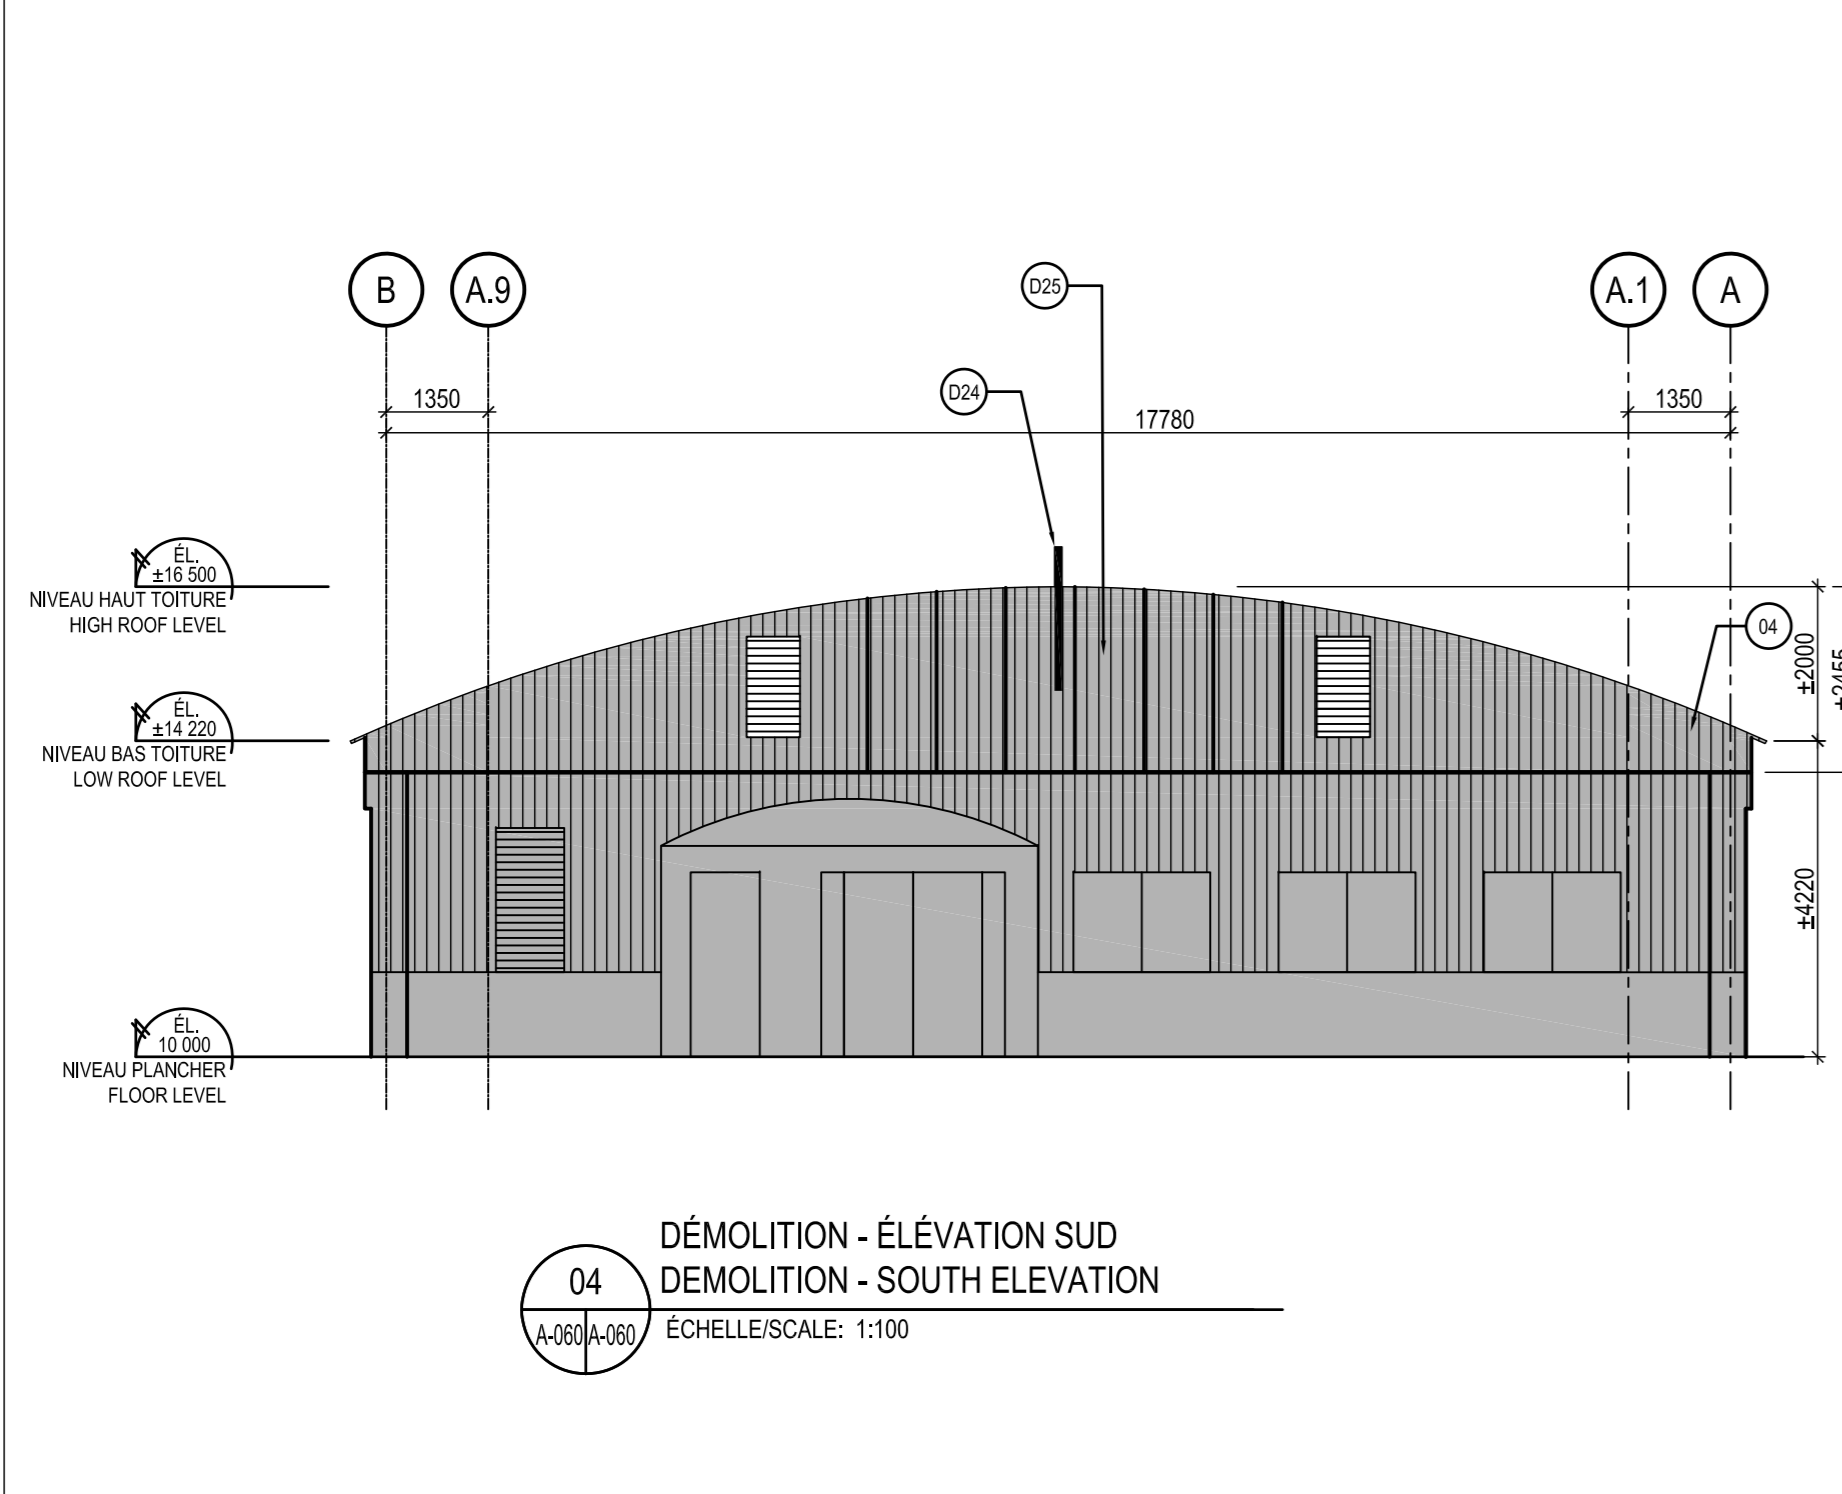 B
A.9
D25
A.1
A
D24
1350
1350
17780
ÉL.
±16 500
NIVEAU HAUT TOITURE
HIGH ROOF LEVEL
04
±2000
±2455
ÉL.
±14 220
NIVEAU BAS TOITURE
LOW ROOF LEVEL
±4220
ÉL.
10 000
NIVEAU PLANCHER
FLOOR LEVEL
DÉMOLITION - ÉLÉVATION SUD
04
DEMOLITION - SOUTH ELEVATION
A-060 A-060
ÉCHELLE/SCALE: 1:100